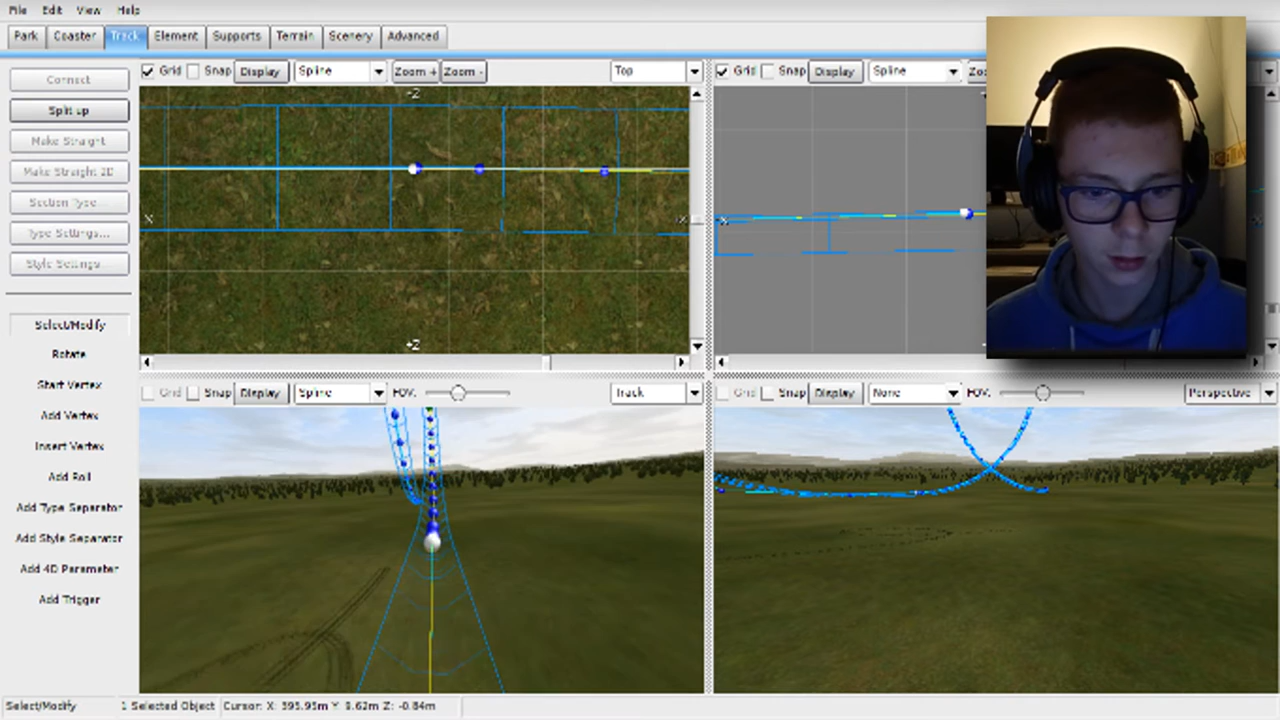 File Edit View Help
Park Coaster Track Element Supports Terrain Scenery Advanced
Connect
Split up
Make Straight
Make Straight 2D
Section Type...
Type Settings...
Style Settings...
Select/Modify
Rotate
Start Vertex
Add Vertex
Insert Vertex
Add Roll
Add Type Separator
Add Style Separator
Add 4D Parameter
Add Trigger
Grid Snap Display Spline Zoom + Zoom - Top
-Z
X
+Z
Grid Snap Display Spline
Grid Snap Display Spline FOV: Track
Grid Snap Display None FOV: Perspective
Select/Modify 1 Selected Object Cursor: X: 395.95m Y: 9.62m Z: -0.84m